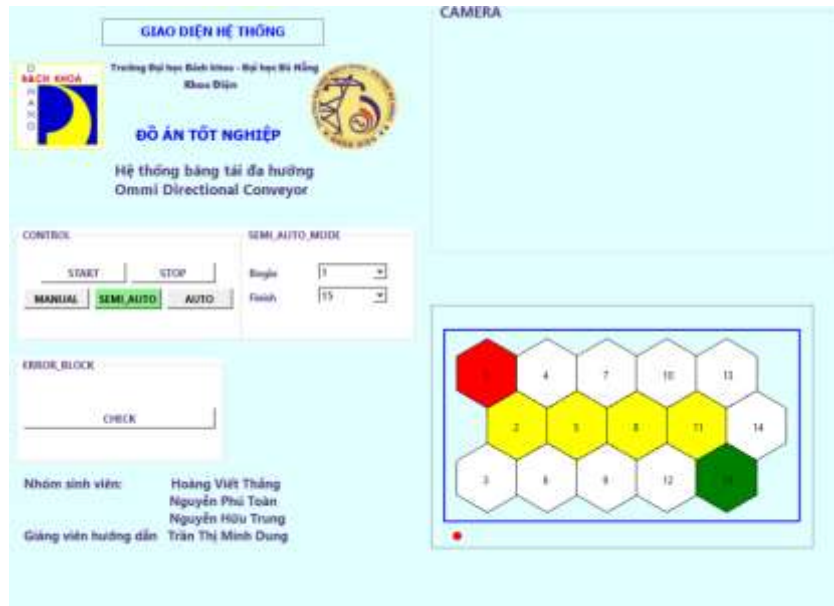 GIAO DIỆN HỆ THỐNG
Trường Đại học Bách khoa - Đại học Đà Nẵng
Khoa Điện
BÁCH KHOA
ĐỒ ÁN TỐT NGHIỆP
Hệ thống băng tải đa hướng
Ommi Directional Conveyor
CONTROL
START
STOP
MANUAL
SEMI_AUTO
AUTO
SEMI_AUTO_MODE
1
Finish
15
ERROR_BLOCK
CHECK
Nhóm sinh viên:
Hoàng Viết Thắng
Nguyễn Phú Toàn
Nguyễn Hữu Trung
Giảng viên hướng dẫn
Trần Thị Minh Dung
CAMERA
4
7
10
13
2
5
8
11
14
3
6
9
12